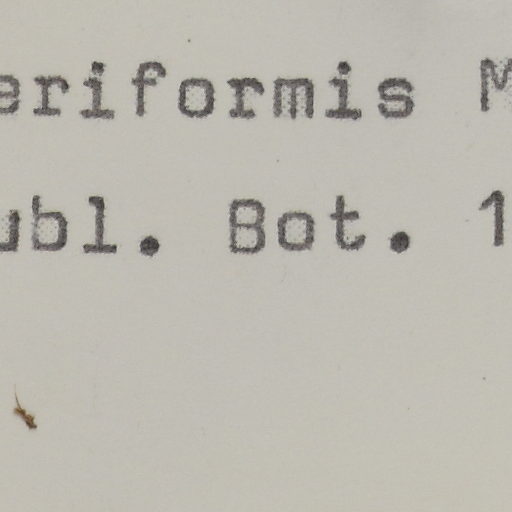 eriformis M
ubl. Bot. 1